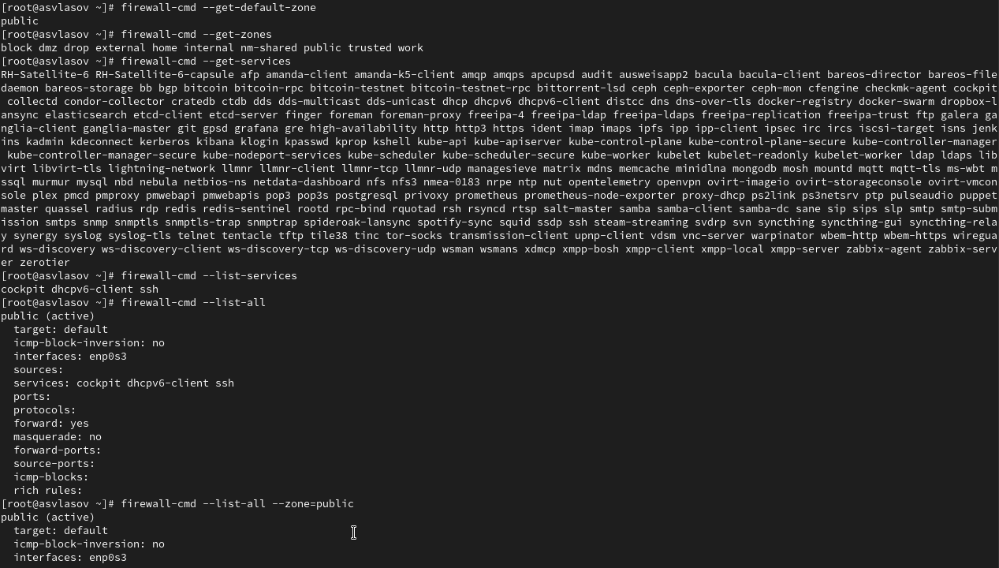 [root@asvlasov ~]# firewall-cmd --get-default-zone
public
[root@asvlasov ~]# firewall-cmd --get-zones
block dmz drop external home internal nm-shared public trusted work
[root@asvlasov ~]# firewall-cmd --get-services
RH-Satellite-6 RH-Satellite-6-capsule afp amanda-client amanda-k5-client amqp amqps apcupsd audit ausweisapp2 bacula bacula-client bareos-director bareos-file
daemon bareos-storage bb bgp bitcoin bitcoin-rpc bitcoin-testnet bitcoin-testnet-rpc bittorrent-lsd ceph ceph-exporter ceph-mon cfengine checkmk-agent cockpit
 collectd condor-collector cratedb ctdb dds dds-multicast dds-unicast dhcp dhcpv6 dhcpv6-client distcc dns dns-over-tls docker-registry docker-swarm dropbox-l
ansync elasticsearch etcd-client etcd-server finger foreman foreman-proxy freeipa-4 freeipa-ldap freeipa-ldaps freeipa-replication freeipa-trust ftp galera ga
nglia-client ganglia-master git gpsd grafana gre high-availability http http3 https ident imap imaps ipfs ipp ipp-client ipsec irc ircs iscsi-target isns jenk
ins kadmin kdeconnect kerberos kibana klogin kpasswd kprop kshell kube-api kube-apiserver kube-control-plane kube-control-plane-secure kube-controller-manager
 kube-controller-manager-secure kube-nodeport-services kube-scheduler kube-scheduler-secure kube-worker kubelet kubelet-readonly kubelet-worker ldap ldaps lib
virt libvirt-tls lightning-network llmnr llmnr-client llmnr-tcp llmnr-udp managesieve matrix mdns memcache minidlna mongodb mosh mountd mqtt mqtt-tls ms-wbt m
ssql murmur mysql nbd nebula netbios-ns netdata-dashboard nfs nfs3 nmea-0183 nrpe ntp nut opentelemetry openvpn ovirt-imageio ovirt-storageconsole ovirt-vmcon
sole plex pmcd pmproxy pmwebapi pmwebapis pop3 pop3s postgresql privoxy prometheus prometheus-node-exporter proxy-dhcp ps2link ps3netsrv ptp pulseaudio puppet
master quassel radius rdp redis redis-sentinel rootd rpc-bind rquotad rsh rsyncd rtsp salt-master samba samba-client samba-dc sane sip sips slp smtp smtp-subm
ission smtps snmp snmptls snmptls-trap snmptrap spideroak-lansync spotify-sync squid ssdp ssh steam-streaming svdrp svn syncthing syncthing-gui syncthing-rela
y synergy syslog syslog-tls telnet tentacle tftp tile38 tinc tor-socks transmission-client upnp-client vdsm vnc-server warpinator wbem-http wbem-https wiregua
rd ws-discovery ws-discovery-client ws-discovery-tcp ws-discovery-udp wsman wsmans xdmcp xmpp-bosh xmpp-client xmpp-local xmpp-server zabbix-agent zabbix-serv
er zerotier
[root@asvlasov ~]# firewall-cmd --list-services
cockpit dhcpv6-client ssh
[root@asvlasov ~]# firewall-cmd --list-all
public (active)
  target: default
  icmp-block-inversion: no
  interfaces: enp0s3
  sources:
  services: cockpit dhcpv6-client ssh
  ports:
  protocols:
  forward: yes
  masquerade: no
  forward-ports:
  source-ports:
  icmp-blocks:
  rich rules:
[root@asvlasov ~]# firewall-cmd --list-all --zone=public
public (active)
  target: default
  icmp-block-inversion: no
  interfaces: enp0s3